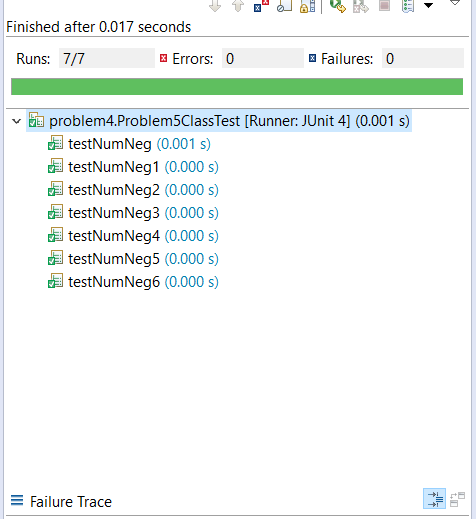 Finished after 0.017 seconds
Runs: 7/7 Errors: 0 Failures: 0
problem4.Problem5ClassTest [Runner: JUnit 4] (0.001 s)
testNumNeg (0.001 s)
testNumNeg1 (0.000 s)
testNumNeg2 (0.000 s)
testNumNeg3 (0.000 s)
testNumNeg4 (0.000 s)
testNumNeg5 (0.000 s)
testNumNeg6 (0.000 s)
Failure Trace